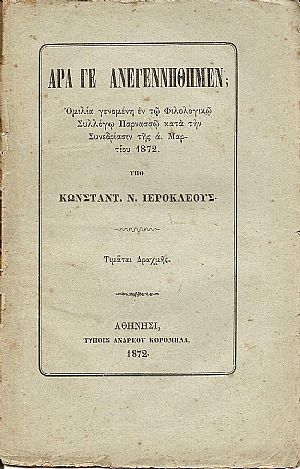 ΑΡΑ ΓΕ ΑΝΕΓΕΝΝΗΘΗΜΕΝ;
Ὁμιλία γενομένη ἐν τῷ Φιλολογικῷ
Συλλόγῳ Παρνασσῷ κατὰ τὴν
Συνεδρίασιν τῆς ά. Μαρ-
τίου 1872.
ΥΠΟ
ΚΩΝΣΤΑΝΤ. Ν. ΙΕΡΟΚΛΕΟΥΣ.
Τιμᾶται Δραχμῆς.
ΑΘΗΝΗΣΙ,
ΤΥΠΟΙΣ ΑΝΔΡΕΟΥ ΚΟΡΟΜΗΛΑ.
1872.